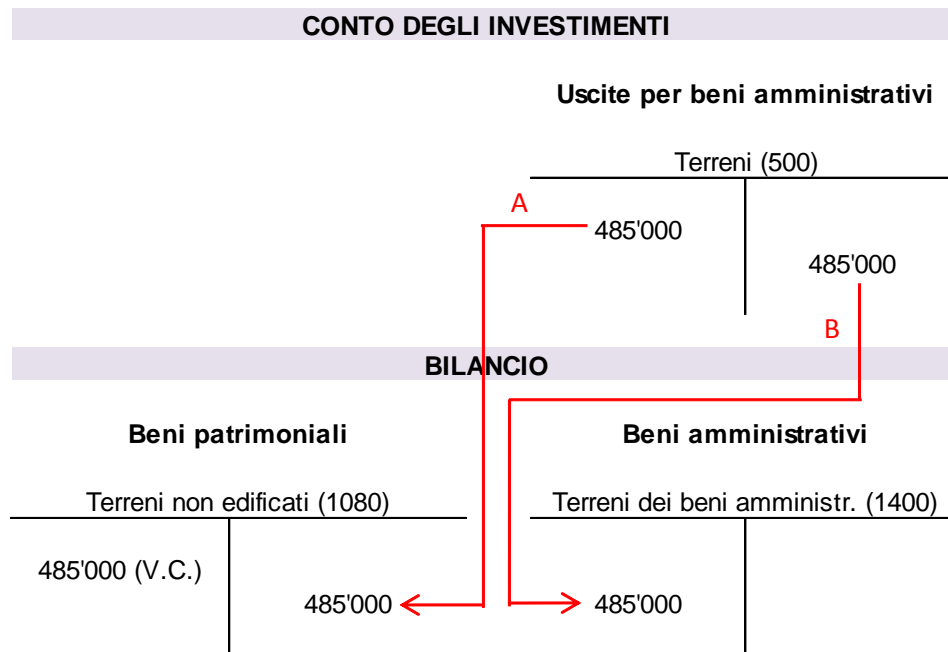 CONTO DEGLI INVESTIMENTI
Uscite per beni amministrativi
Terreni (500)
A
485'000
485'000
B
BILANCIO
Beni patrimoniali
Beni amministrativi
Terreni non edificati (1080)
Terreni dei beni amministr. (1400)
485'000 (V.C.)
485'000
485'000